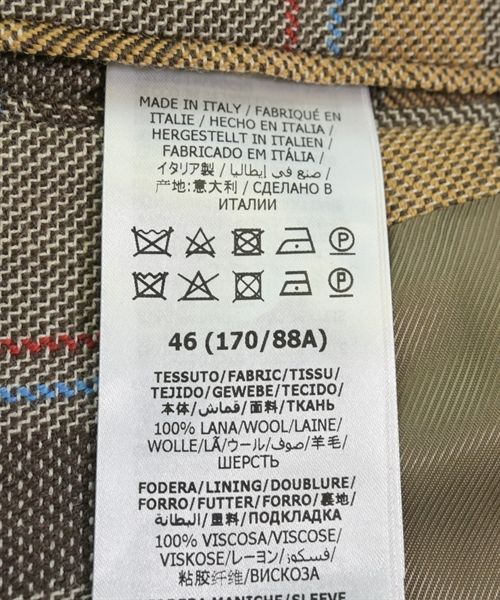 MADE IN ITALY / FABRIQUÉ EN
ITALIE / HECHO EN ITALIA /
HERGESTELLT IN ITALIEN /
FABRICADO EM ITÁLIA /
イタリア製 / صنع في إيطاليا /
产地:意大利 / СДЕЛАНО В
ИТАЛИИ
P
P
46 (170/88A)
TESSUTO/FABRIC/TISSU/
TEJIDO/GEWEBE/TECIDO/
本体/قماش/面料/ТКАНЬ
100% LANA/WOOL/LAINE/
WOLLE/LÃ/ウール/صوف/羊毛/
ШЕРСТЬ
FODERA/LINING/DOUBLURE/
FORRO/FUTTER/FORRO/裏地/
البطانة/里料/ПОДКЛАДКА
100% VISCOSA/VISCOSE/
VISKOSE/レーヨン/فسكوز/
粘胶纤维/ВИСКОЗА
FODERA MANICHE/SLEEVE